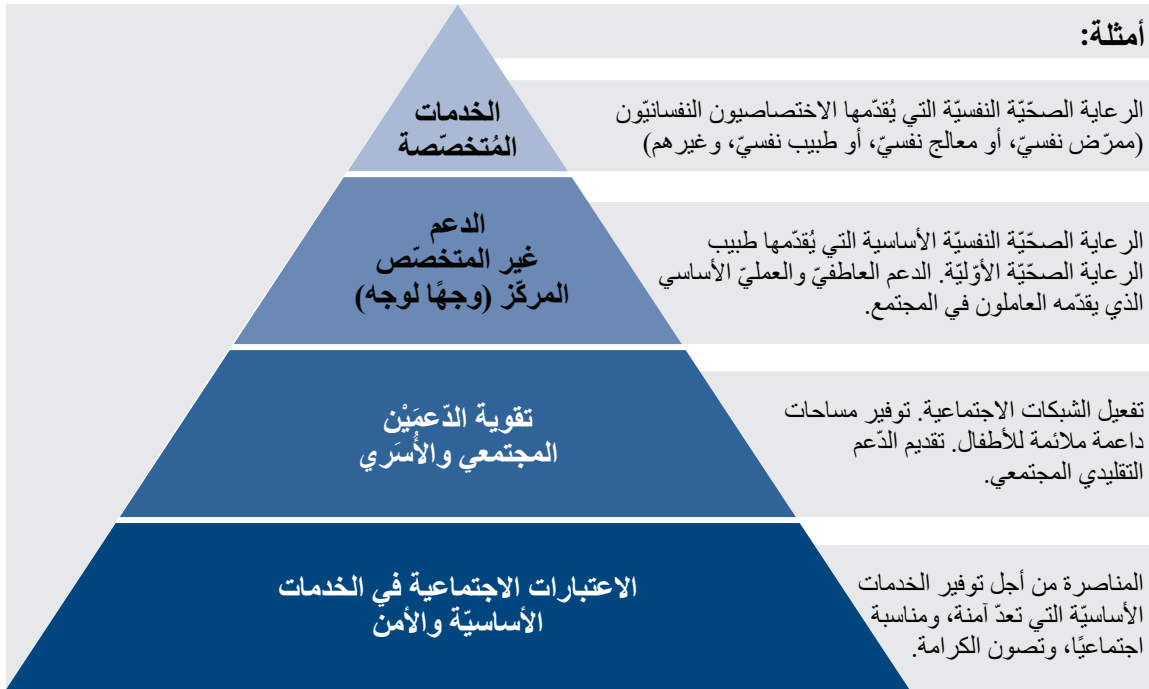 أمثلة:
الخدمات
المُتخصّصة
الرعاية الصحّيّة النفسيّة التي يُقدّمها الاختصاصيون النفسانيّون
(ممرّض نفسيّ، أو معالج نفسيّ، أو طبيب نفسيّ، وغيرهم)
الدعم
غير المتخصّص
المركّز (وجهًا لوجه)
الرعاية الصحّيّة النفسيّة الأساسية التي يُقدّمها طبيب
الرعاية الصحّيّة الأوّليّة. الدعم العاطفيّ والعمليّ الأساسي
الذي يقدّمه العاملون في المجتمع.
تقوية الدّعمَيْن
المجتمعي والأُسَري
تفعيل الشبكات الاجتماعية. توفير مساحات
داعمة ملائمة للأطفال. تقديم الدّعم
التقليدي المجتمعي.
الاعتبارات الاجتماعية في الخدمات
الأساسيّة والأمن
المناصرة من أجل توفير الخدمات
الأساسيّة التي تعدّ آمنة، ومناسبة
اجتماعيًا، وتصون الكرامة.